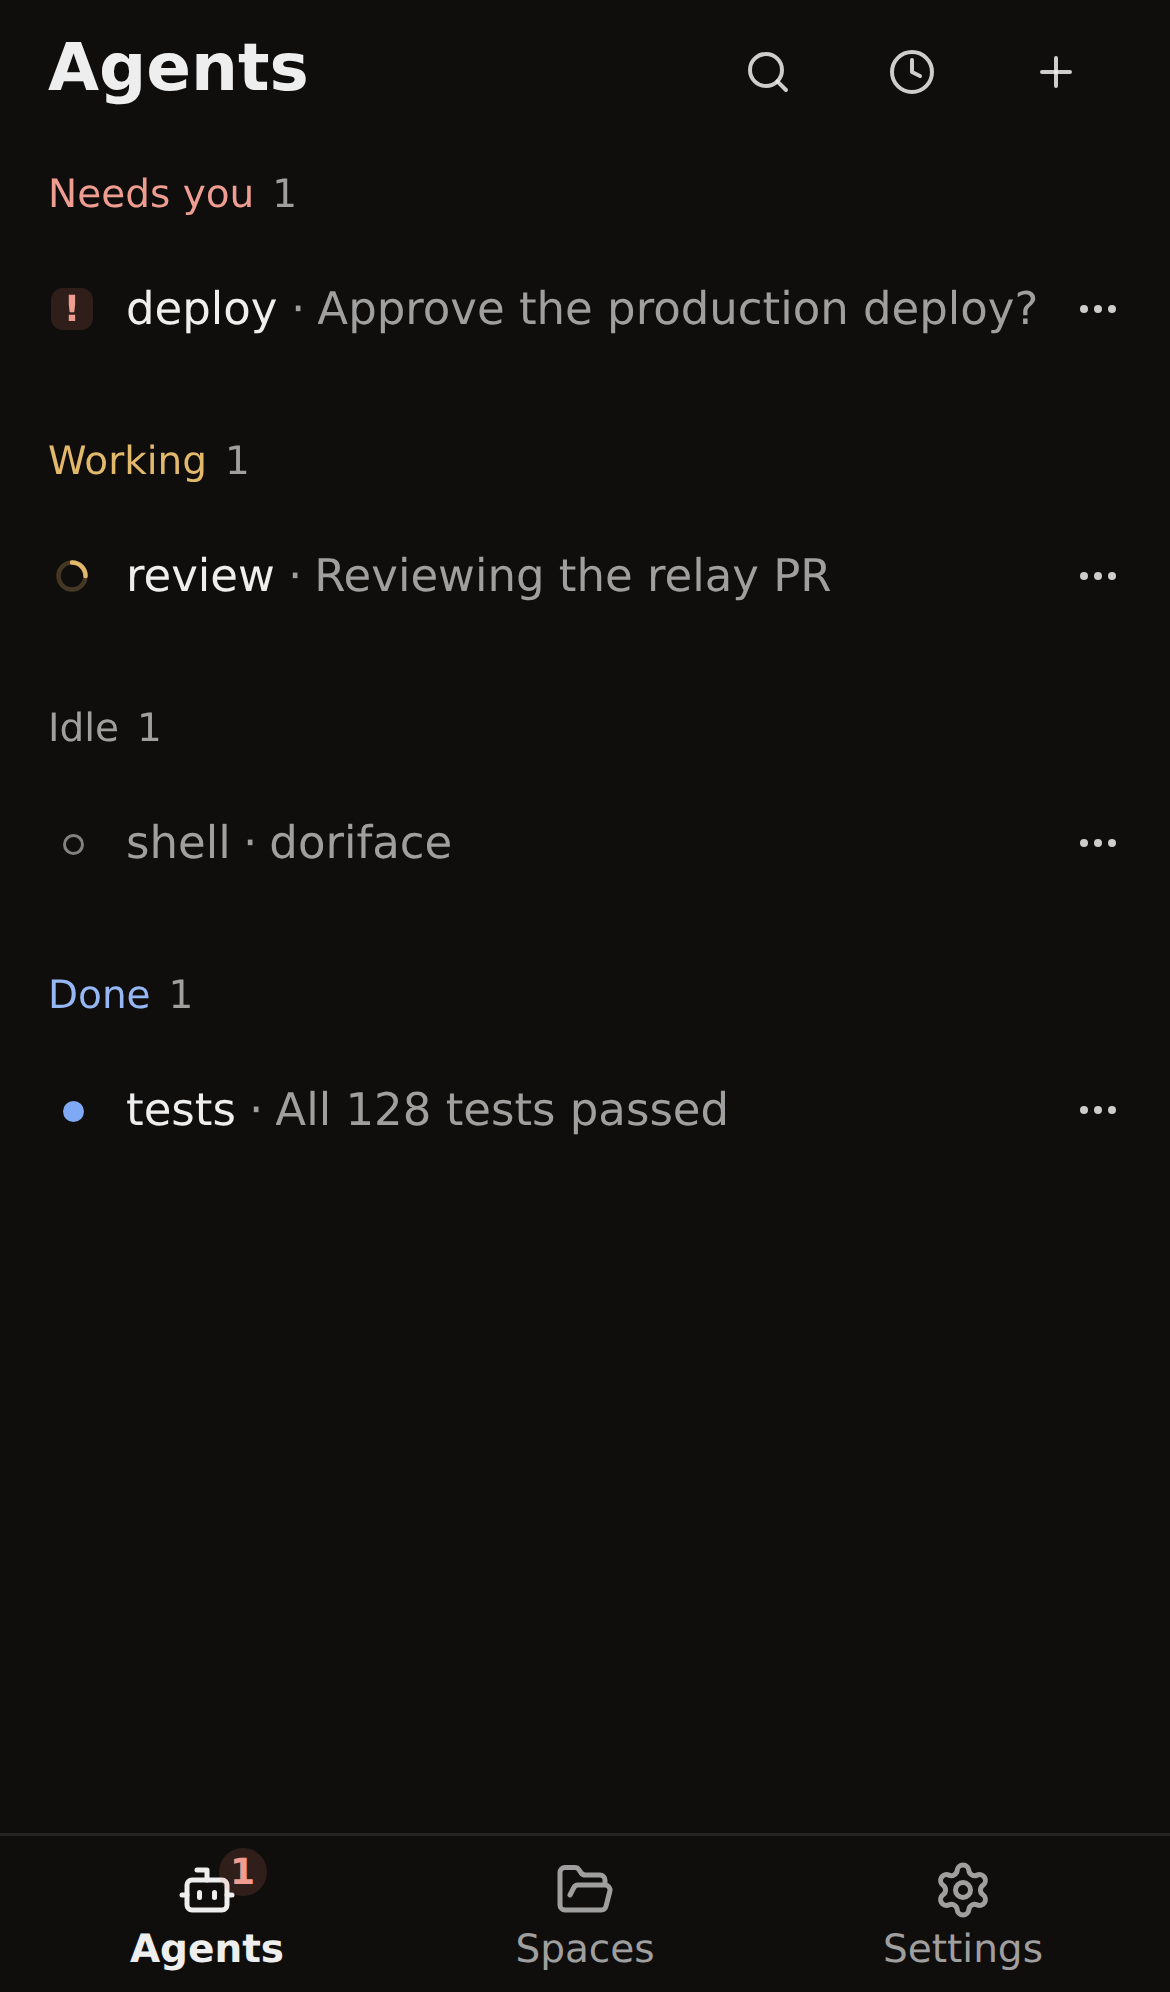 Agents
Needs you 1
! deploy · Approve the production deploy?
Working 1
review · Reviewing the relay PR
Idle 1
shell · doriface
Done 1
tests · All 128 tests passed
1
Agents Spaces Settings